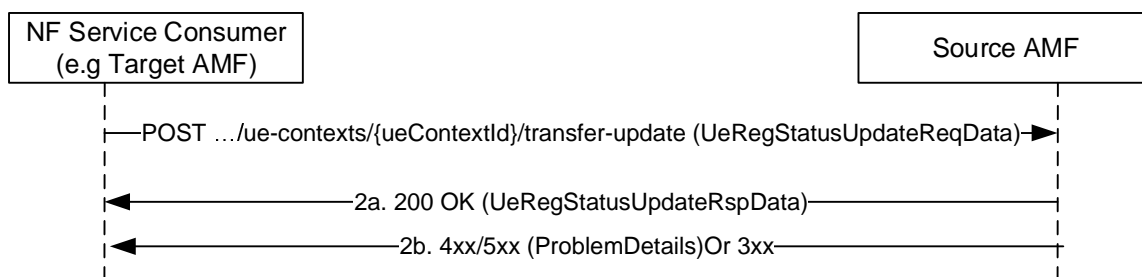 NF Service Consumer
(e.g Target AMF)
Source AMF
POST …/ue-contexts/{ueContextId}/transfer-update (UeRegStatusUpdateReqData)
2a. 200 OK (UeRegStatusUpdateRspData)
2b. 4xx/5xx (ProblemDetails)Or 3xx